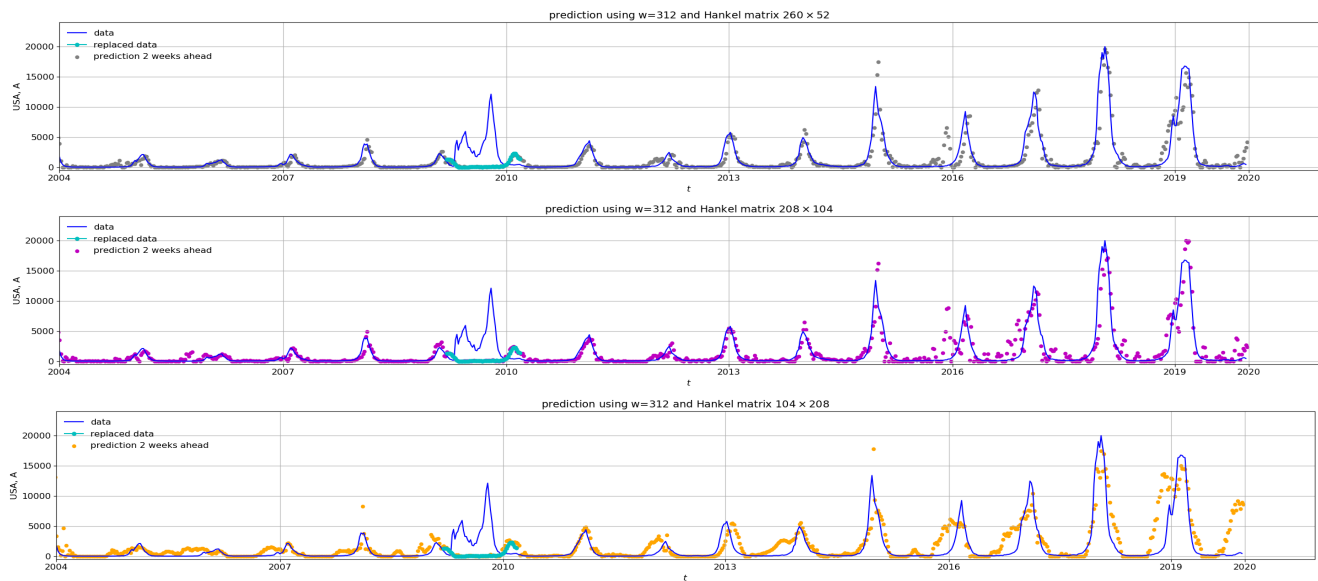 prediction using w=312 and Hankel matrix 260 × 52
USA, A
20000
15000
10000
5000
0
data
replaced data
prediction 2 weeks ahead
2004
2007
2010
2013
2016
2019
2020
t
prediction using w=312 and Hankel matrix 208 × 104
USA, A
20000
15000
10000
5000
0
data
replaced data
prediction 2 weeks ahead
2004
2007
2010
2013
2016
2019
2020
t
prediction using w=312 and Hankel matrix 104 × 208
USA, A
20000
15000
10000
5000
0
data
replaced data
prediction 2 weeks ahead
2004
2007
2010
2013
2016
2019
2020
t